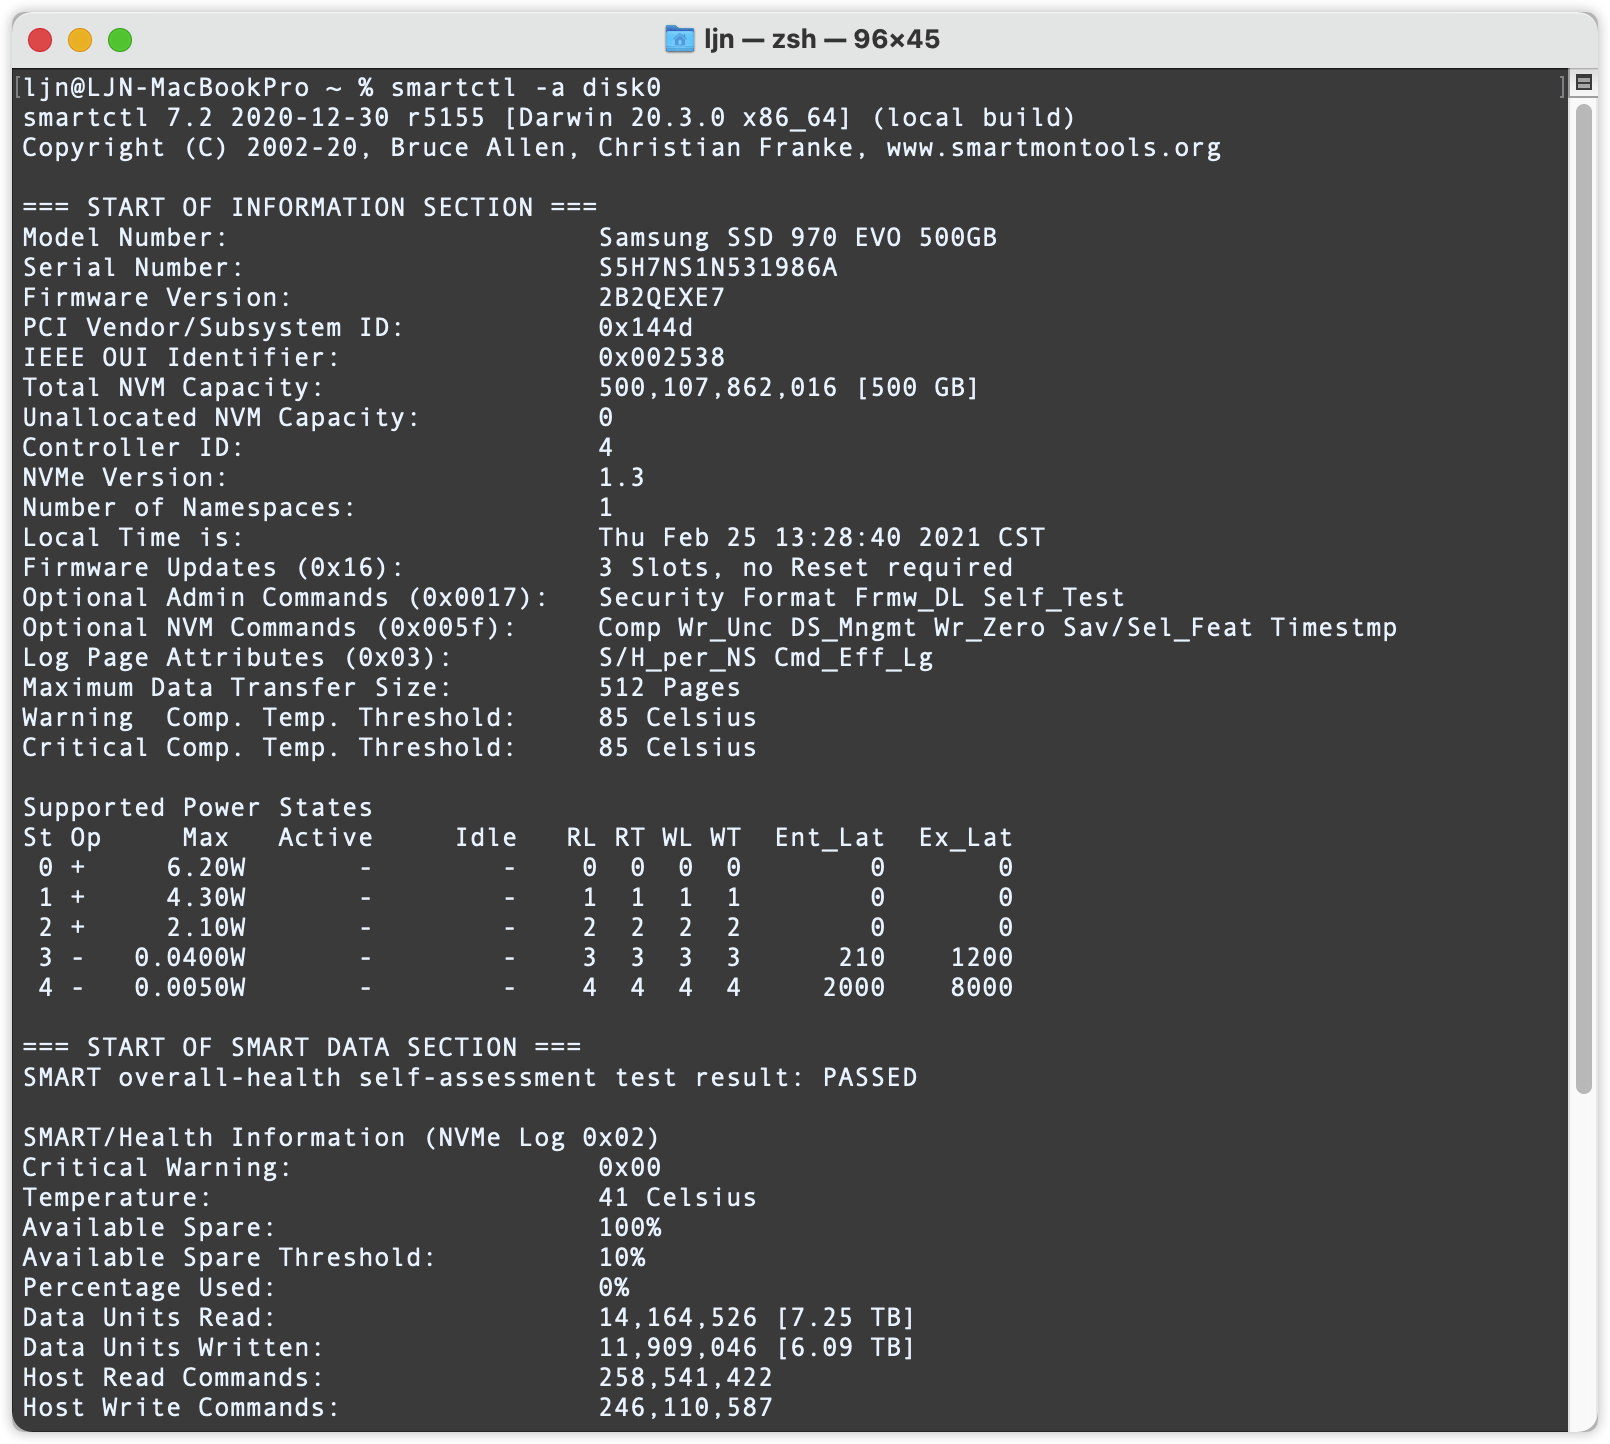 ljn — zsh — 96×45
[ljn@LJN-MacBookPro ~ % smartctl -a disk0 ]
smartctl 7.2 2020-12-30 r5155 [Darwin 20.3.0 x86_64] (local build)
Copyright (C) 2002-20, Bruce Allen, Christian Franke, www.smartmontools.org

=== START OF INFORMATION SECTION ===
Model Number:                       Samsung SSD 970 EVO 500GB
Serial Number:                      S5H7NS1N531986A
Firmware Version:                   2B2QEXE7
PCI Vendor/Subsystem ID:            0x144d
IEEE OUI Identifier:                0x002538
Total NVM Capacity:                 500,107,862,016 [500 GB]
Unallocated NVM Capacity:           0
Controller ID:                      4
NVMe Version:                       1.3
Number of Namespaces:               1
Local Time is:                      Thu Feb 25 13:28:40 2021 CST
Firmware Updates (0x16):            3 Slots, no Reset required
Optional Admin Commands (0x0017):   Security Format Frmw_DL Self_Test
Optional NVM Commands (0x005f):     Comp Wr_Unc DS_Mngmt Wr_Zero Sav/Sel_Feat Timestmp
Log Page Attributes (0x03):         S/H_per_NS Cmd_Eff_Lg
Maximum Data Transfer Size:         512 Pages
Warning  Comp. Temp. Threshold:     85 Celsius
Critical Comp. Temp. Threshold:     85 Celsius

Supported Power States
St Op     Max   Active     Idle   RL RT WL WT  Ent_Lat  Ex_Lat
 0 +     6.20W       -        -    0  0  0  0        0       0
 1 +     4.30W       -        -    1  1  1  1        0       0
 2 +     2.10W       -        -    2  2  2  2        0       0
 3 -   0.0400W       -        -    3  3  3  3      210    1200
 4 -   0.0050W       -        -    4  4  4  4     2000    8000

=== START OF SMART DATA SECTION ===
SMART overall-health self-assessment test result: PASSED

SMART/Health Information (NVMe Log 0x02)
Critical Warning:                   0x00
Temperature:                        41 Celsius
Available Spare:                    100%
Available Spare Threshold:          10%
Percentage Used:                    0%
Data Units Read:                    14,164,526 [7.25 TB]
Data Units Written:                 11,909,046 [6.09 TB]
Host Read Commands:                 258,541,422
Host Write Commands:                246,110,587